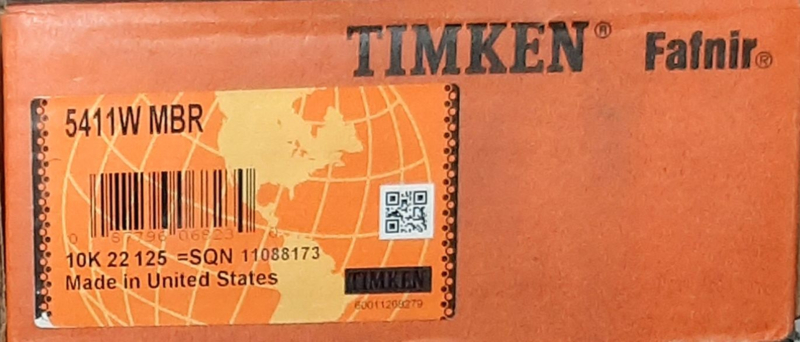 TIMKEN® Fafnir®
5411W MBR
10K 22 125 =SQN 11088173
Made in United States
TIMKEN